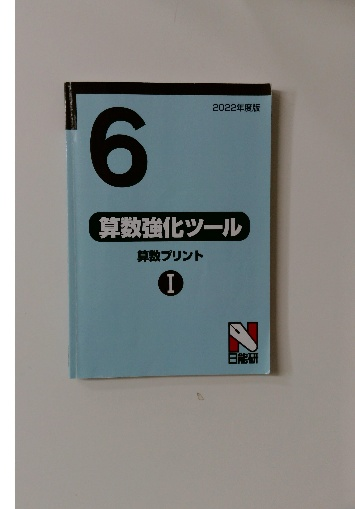 2022年度版
6
算数強化ツール
算数プリント
I
N
日能研